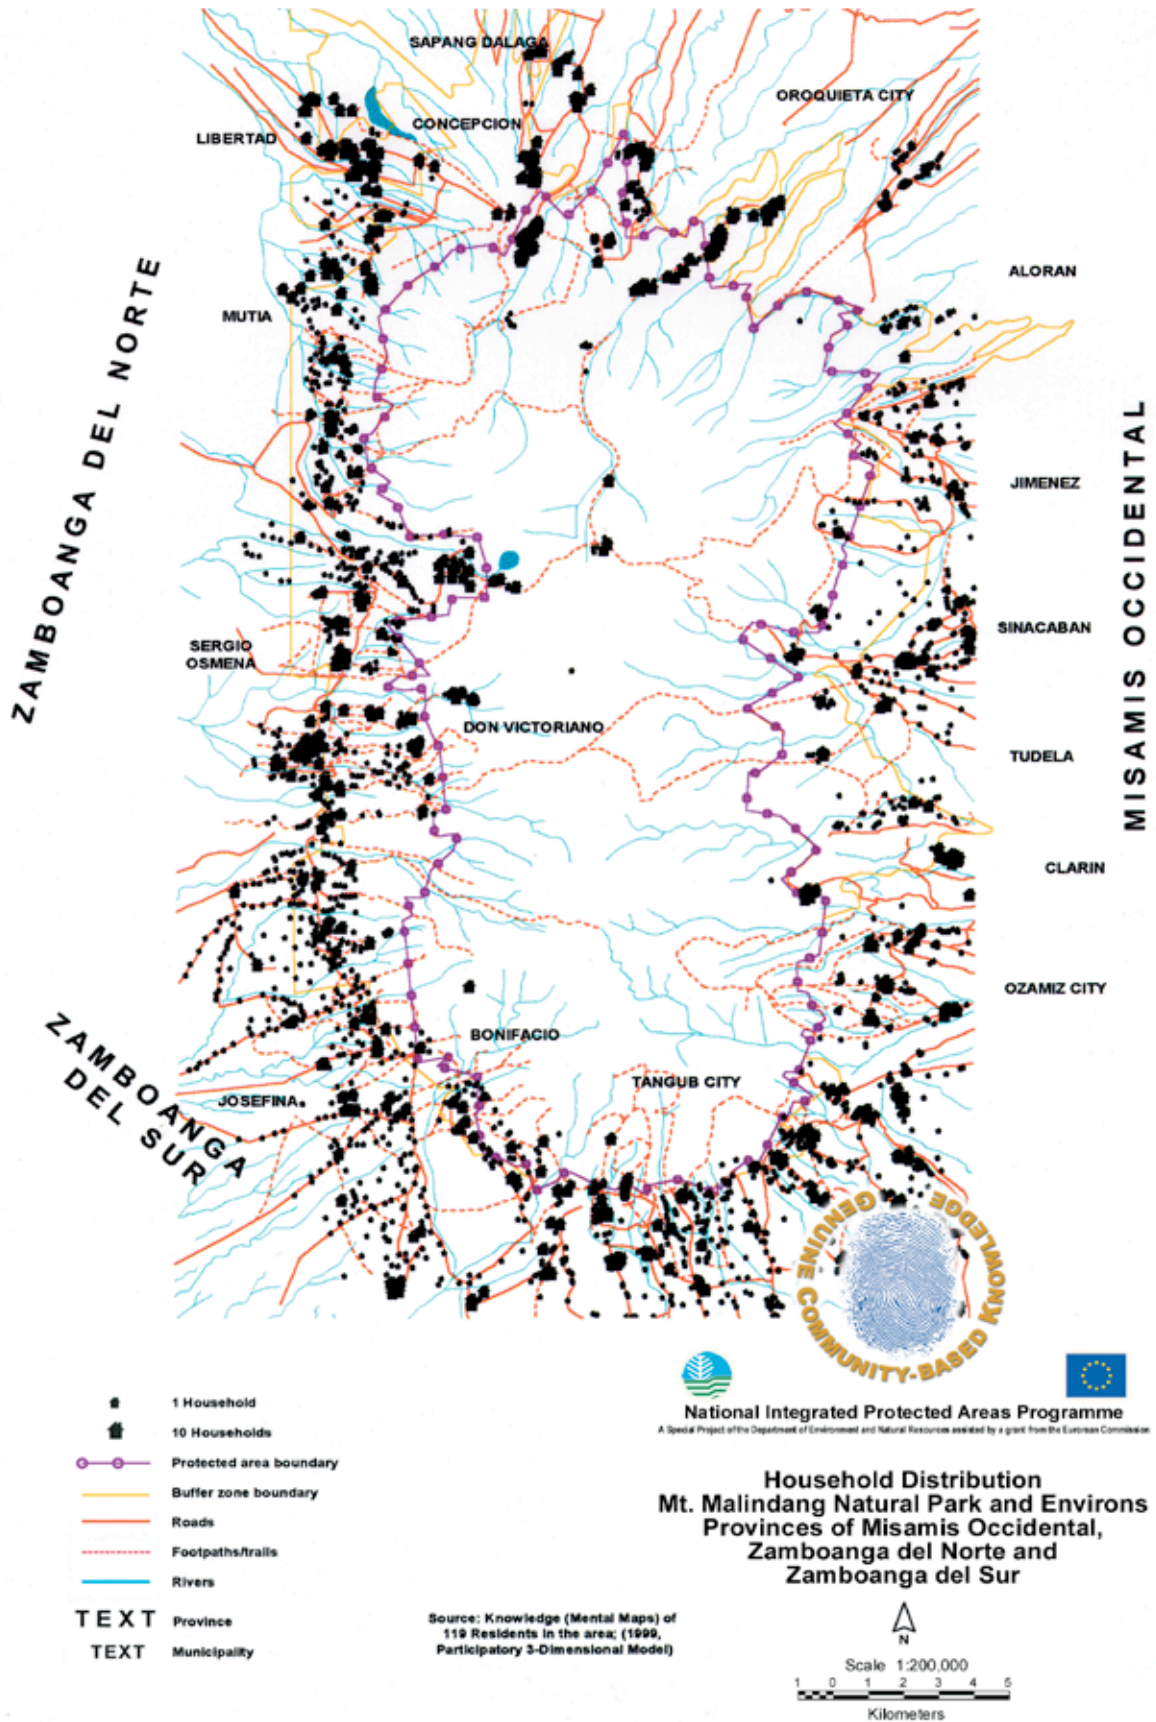 SAPANG DALAGA
OROQUIETA CITY
CONCEPCION
LIBERTAD
ALORAN
MUTIA
ZAMBOANGA DEL NORTE
MISAMIS OCCIDENTAL
JIMENEZ
SINACABAN
SERGIO
OSMENA
DON VICTORIANO
TUDELA
CLARIN
OZAMIZ CITY
BONIFACIO
TANGUB CITY
ZAMBOANGA
DEL SUR
JOSEFINA
GENUINE COMMUNITY-BASED KNOWLEDGE
1 Household
10 Households
Protected area boundary
Buffer zone boundary
Roads
Footpaths/trails
Rivers
TEXT Province
TEXT Municipality
National Integrated Protected Areas Programme
A Special Project of the Department of Environment and Natural Resources assisted by a grant from the European Commission
Household Distribution
Mt. Malindang Natural Park and Environs
Provinces of Misamis Occidental,
Zamboanga del Norte and
Zamboanga del Sur
Source: Knowledge (Mental Maps) of
119 Residents in the area; (1999,
Participatory 3-Dimensional Model)
N
Scale 1:200,000
1 0 1 2 3 4 5
Kilometers